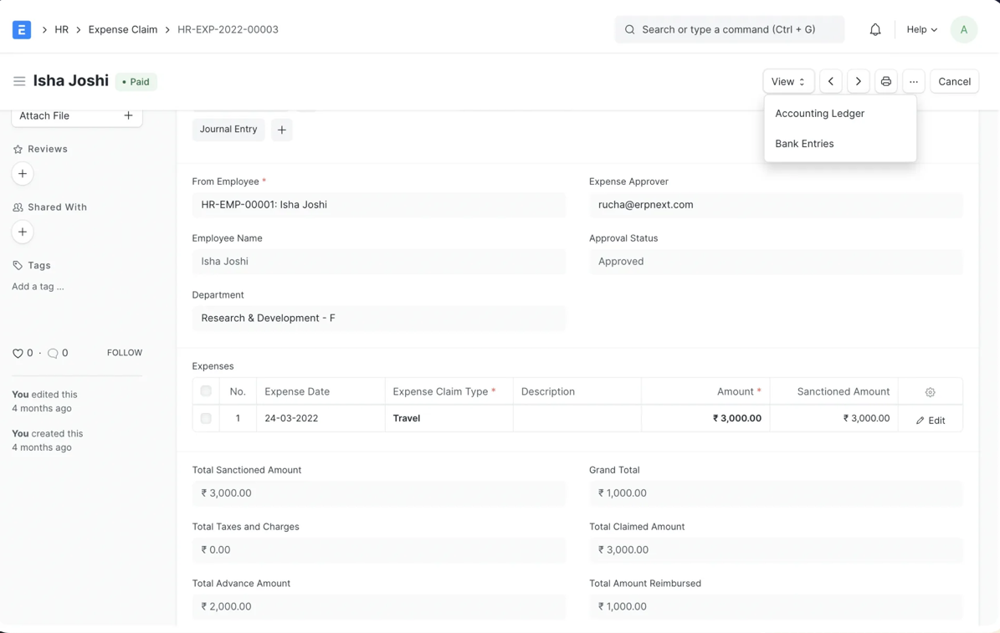 E > HR > Expense Claim > HR-EXP-2022-00003
Search or type a command (Ctrl + G)
Help
A
Isha Joshi
• Paid
View
...
Cancel
Accounting Ledger
Bank Entries
Attach File +
Reviews
+
Shared With
+
Tags
Add a tag ...
0 · 0 FOLLOW
You edited this
4 months ago
You created this
4 months ago
Journal Entry +
From Employee *
HR-EMP-00001: Isha Joshi
Expense Approver
rucha@erpnext.com
Employee Name
Isha Joshi
Approval Status
Approved
Department
Research & Development - F
Expenses
No. Expense Date Expense Claim Type * Description Amount * Sanctioned Amount
1 24-03-2022 Travel ₹ 3,000.00 ₹ 3,000.00 Edit
Total Sanctioned Amount
₹ 3,000.00
Grand Total
₹ 1,000.00
Total Taxes and Charges
₹ 0.00
Total Claimed Amount
₹ 3,000.00
Total Advance Amount
₹ 2,000.00
Total Amount Reimbursed
₹ 1,000.00